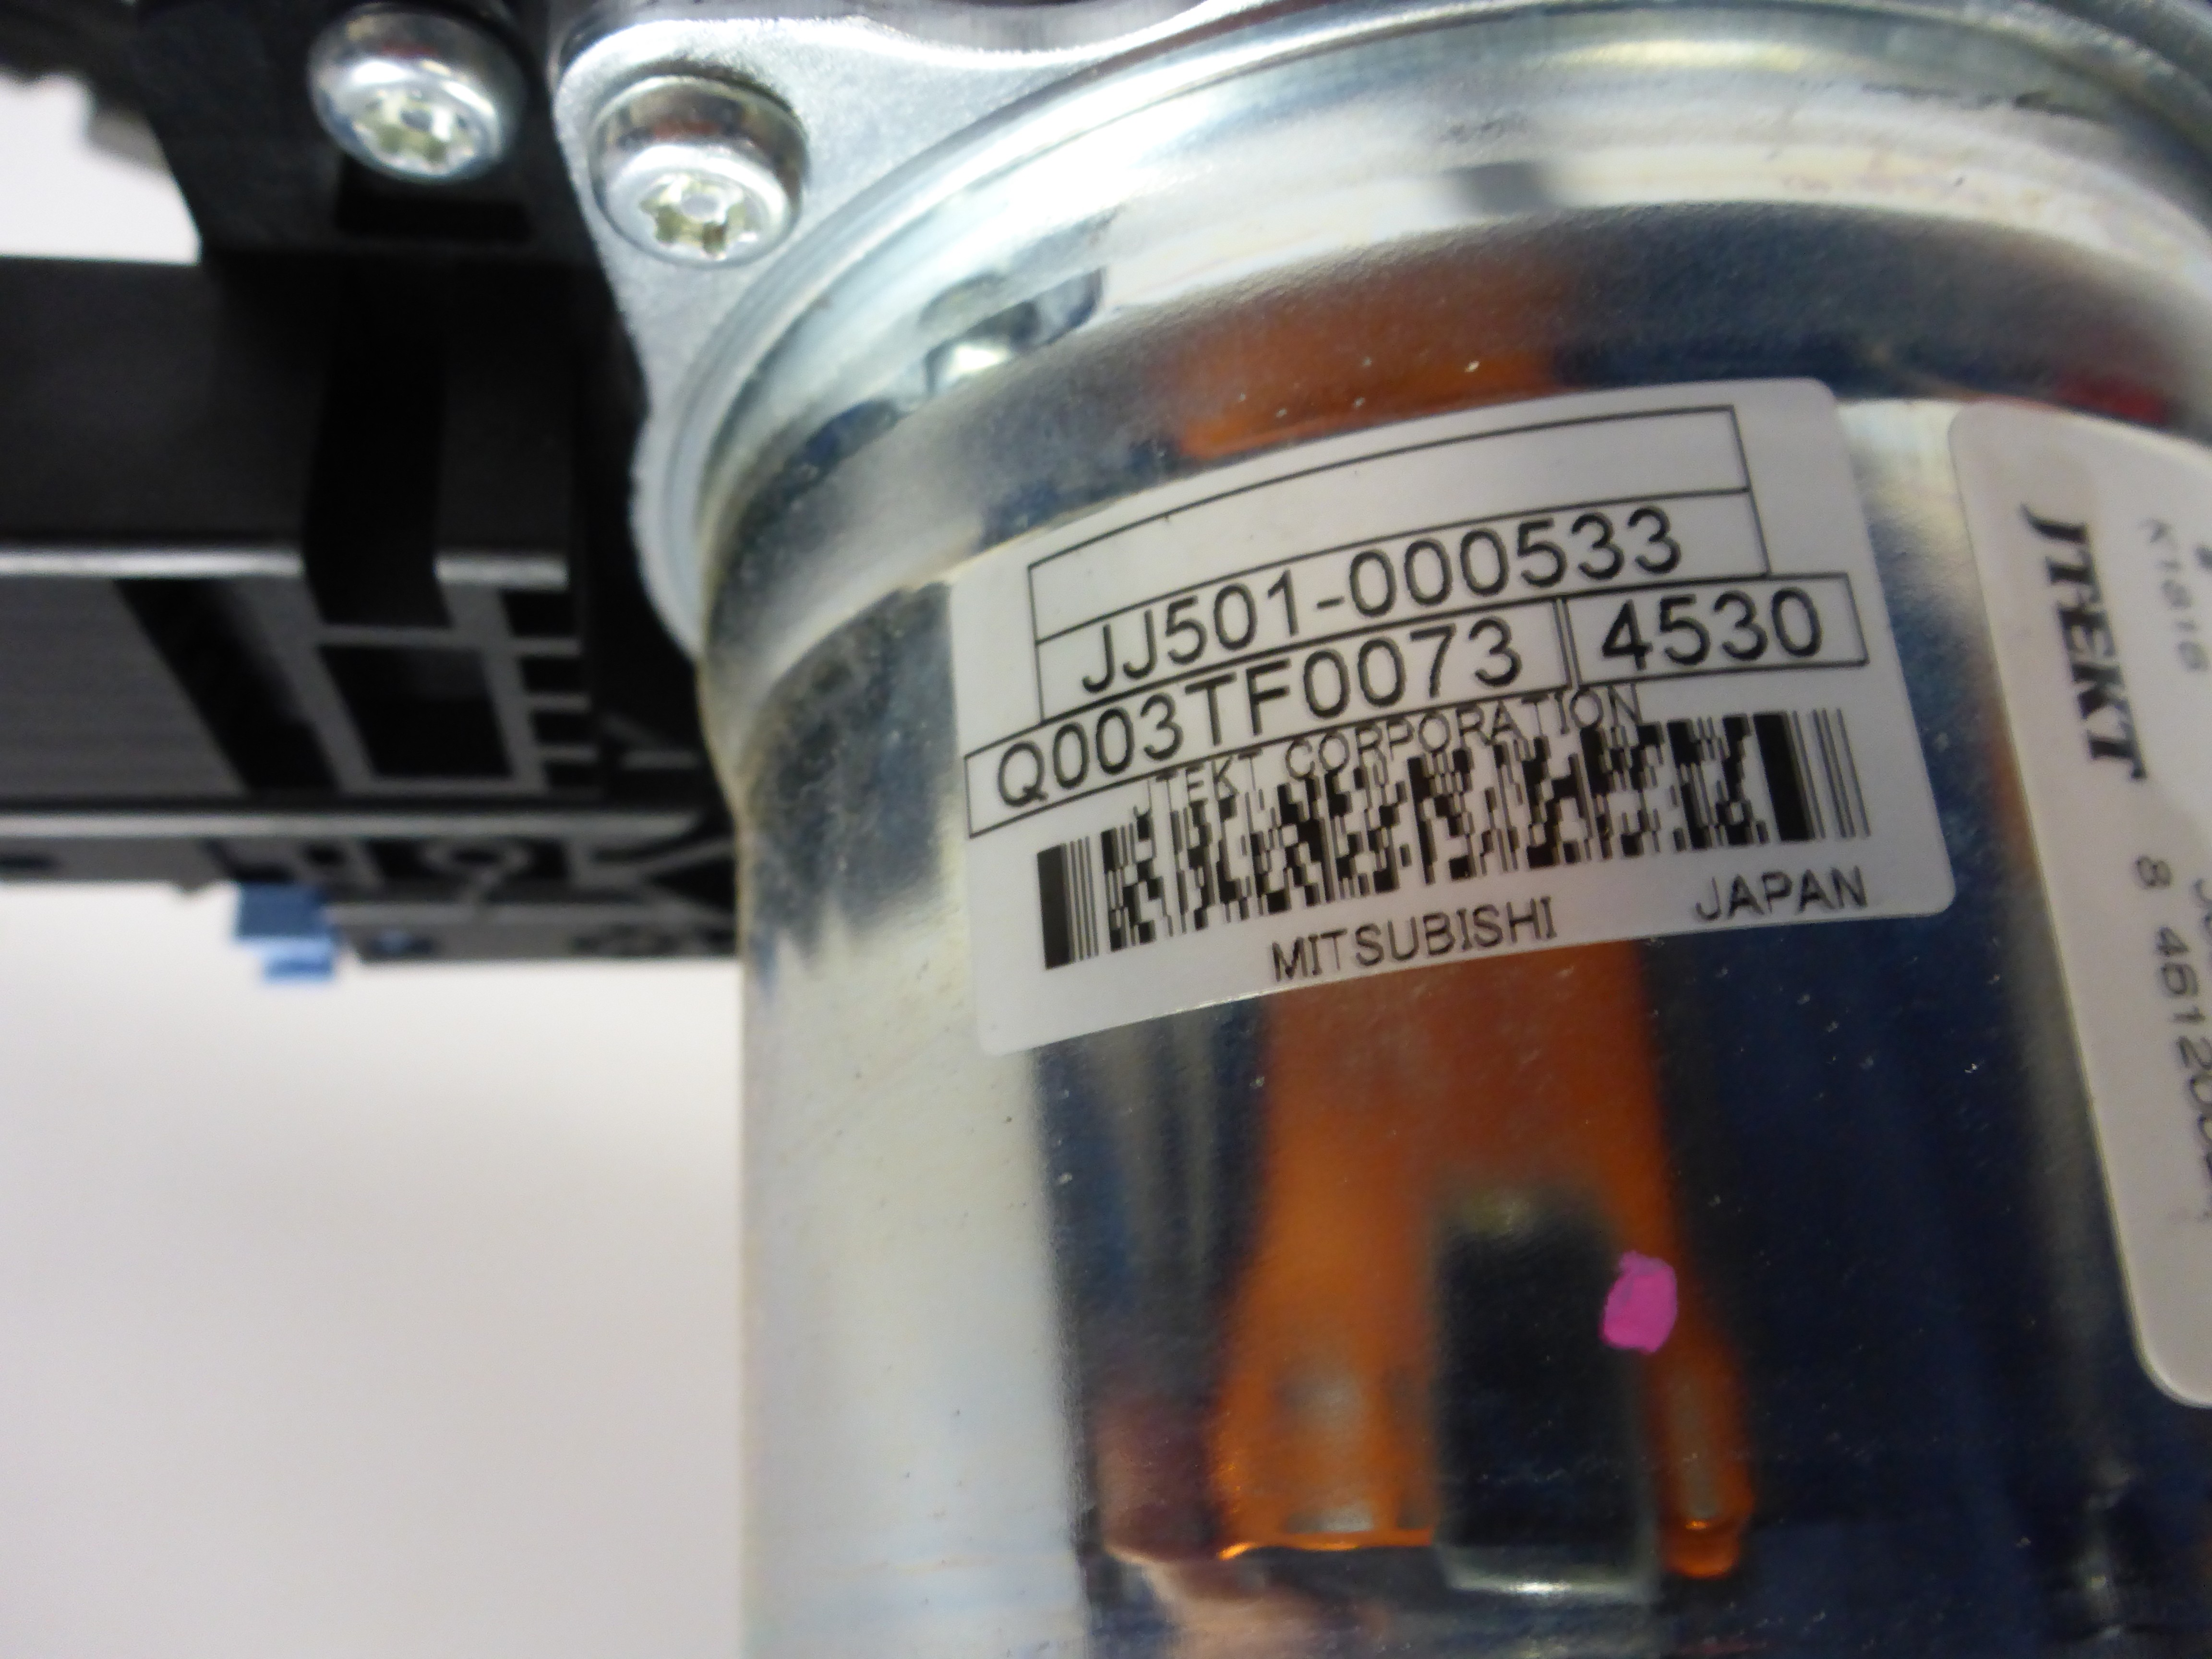 JJ501-000533
Q003TF0073 4530
JTEKT CORPORATION
MITSUBISHI JAPAN
JTEKT